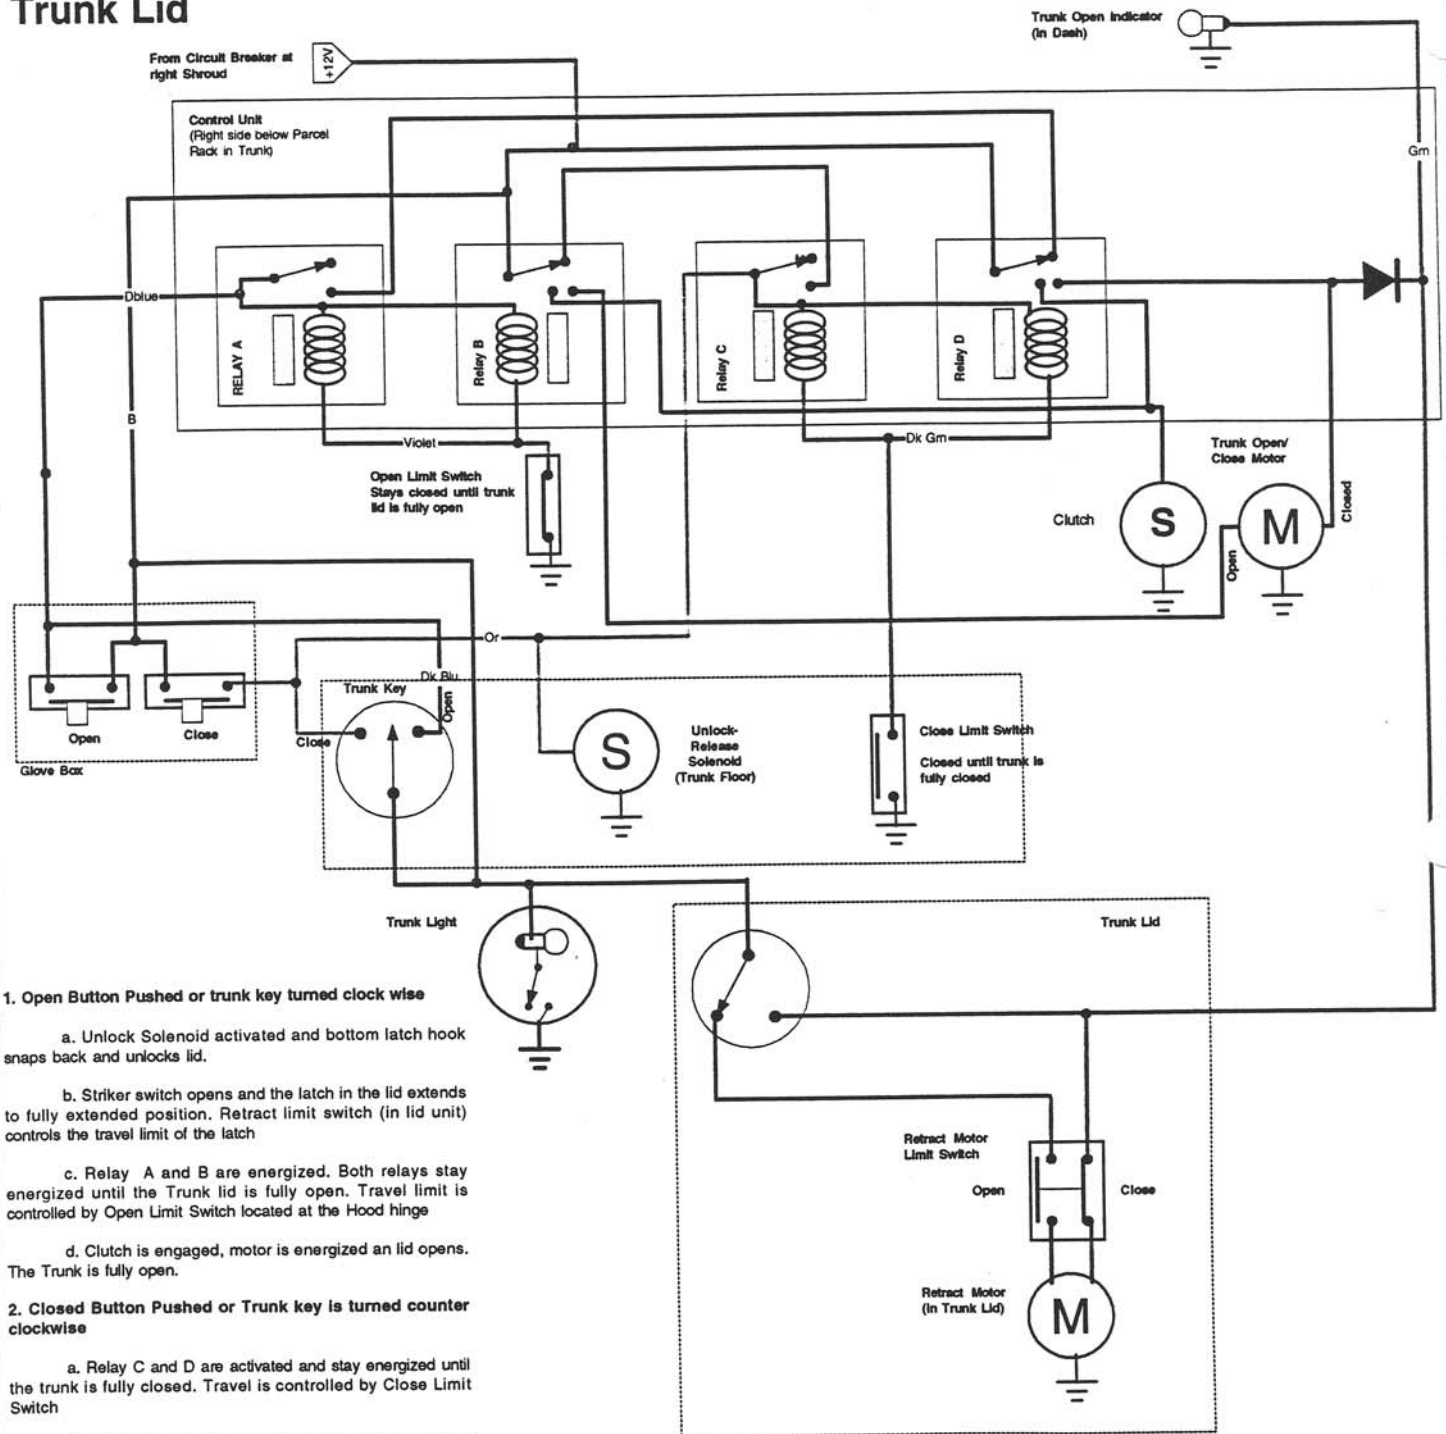 Trunk Lid
Trunk Open Indicator
(In Dash)
From Circuit Breaker at
right Shroud
+12V
Control Unit
(Right side below Parcel
Rack in Trunk)
Grn
Dblue
RELAY A
Relay B
Relay C
Relay D
B
Violet
Dk Grn
Open Limit Switch
Stays closed until trunk
lid is fully open
Trunk Open/
Close Motor
Clutch
S
M
Open
Closed
Or
Dk Blu
Open
Trunk Key
Close
Open
Close
Glove Box
S
Unlock-
Release
Solenoid
(Trunk Floor)
Close Limit Switch
Closed until trunk is
fully closed
Trunk Light
Trunk Lid
1. Open Button Pushed or trunk key turned clock wise
a. Unlock Solenoid activated and bottom latch hook
snaps back and unlocks lid.
b. Striker switch opens and the latch in the lid extends
to fully extended position. Retract limit switch (in lid unit)
controls the travel limit of the latch
c. Relay A and B are energized. Both relays stay
energized until the Trunk lid is fully open. Travel limit is
controlled by Open Limit Switch located at the Hood hinge
d. Clutch is engaged, motor is energized an lid opens.
The Trunk is fully open.
2. Closed Button Pushed or Trunk key is turned counter
clockwise
a. Relay C and D are activated and stay energized until
the trunk is fully closed. Travel is controlled by Close Limit
Switch
Retract Motor
Limit Switch
Open
Close
Retract Motor
(In Trunk Lid)
M